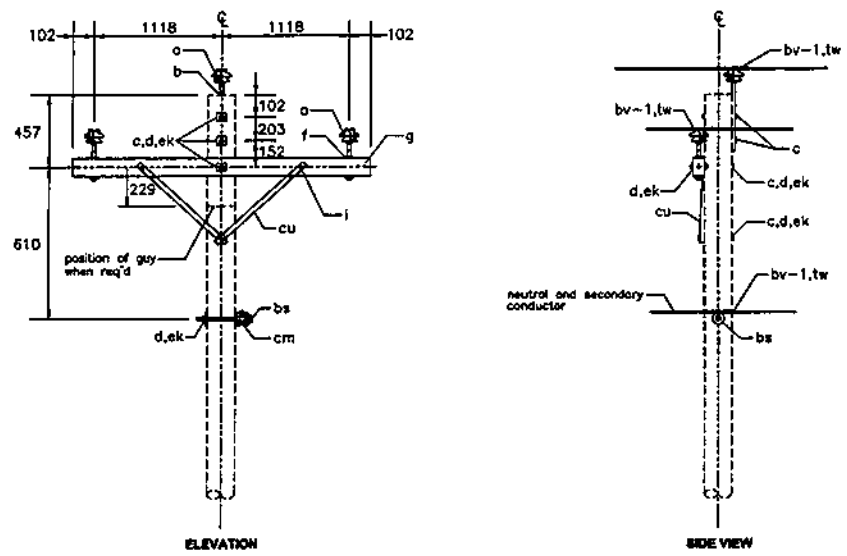 ℄
1118
1118
102
102
a
b
102
457
203
a
f
152
g
c,d,ek
229
i
cu
610
position of guy
when req'd
bs
d,ek
cm
ELEVATION
℄
bv-1,tw
bv-1,tw
c
d,ek
c,d,ek
cu
c,d,ek
bv-1,tw
neutral and secondary
conductor
bs
SIDE VIEW